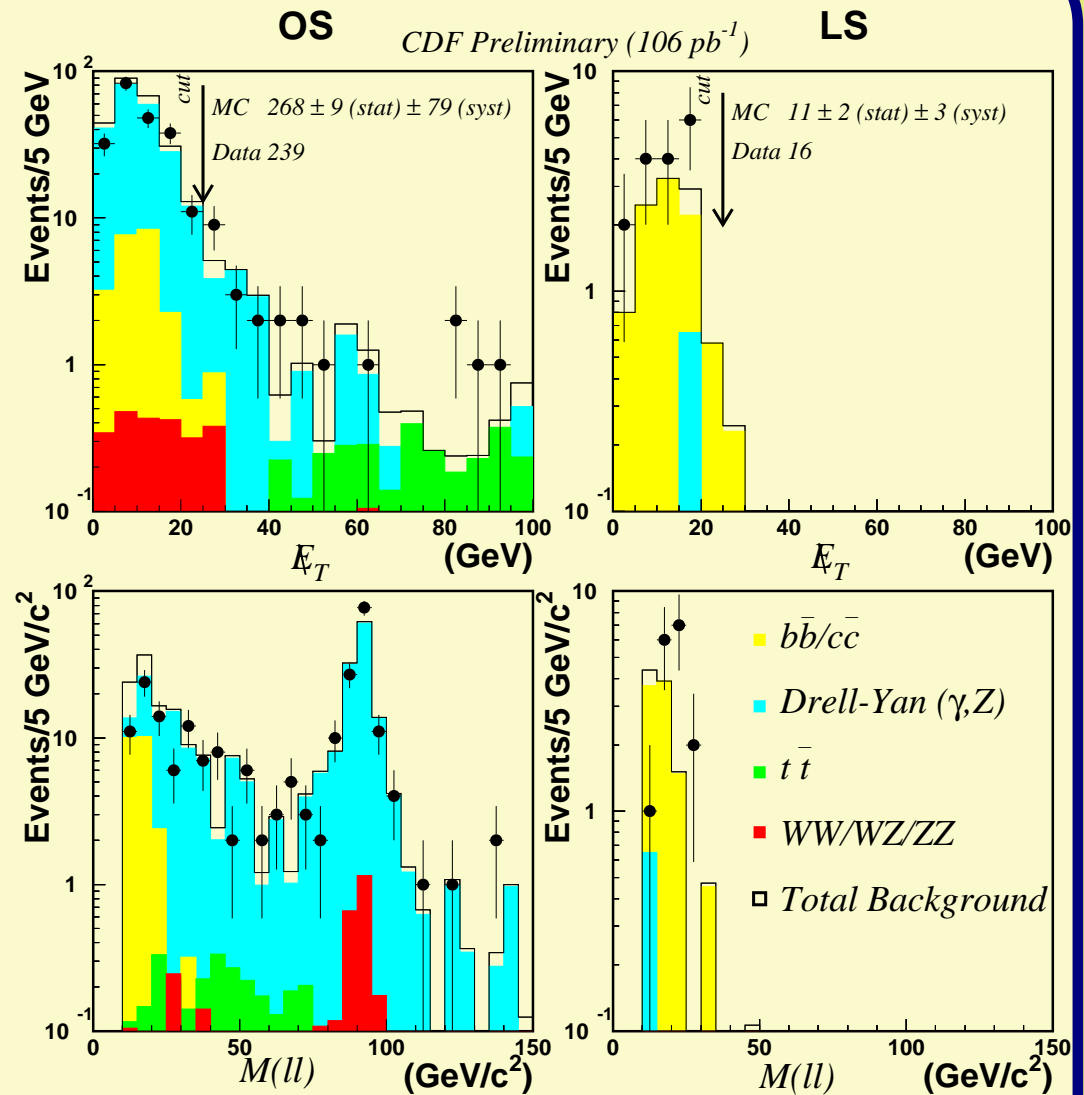 OS
LS
CDF Preliminary (106 pb⁻¹)
Events/5 GeV
10²
10
1
10⁻¹
cut
MC 268 ± 9 (stat) ± 79 (syst)
Data 239
0 20 40 60 80 100
E̸_T (GeV)
Events/5 GeV
10
1
10⁻¹
cut
MC 11 ± 2 (stat) ± 3 (syst)
Data 16
0 20 40 60 80 100
E̸_T (GeV)
Events/5 GeV/c²
10²
10
1
10⁻¹
0 50 100 150
M(ll) (GeV/c²)
Events/5 GeV/c²
10
1
10⁻¹
bb̄/cc̄
Drell-Yan (γ,Z)
t t̄
WW/WZ/ZZ
Total Background
0 50 100 150
M(ll) (GeV/c²)